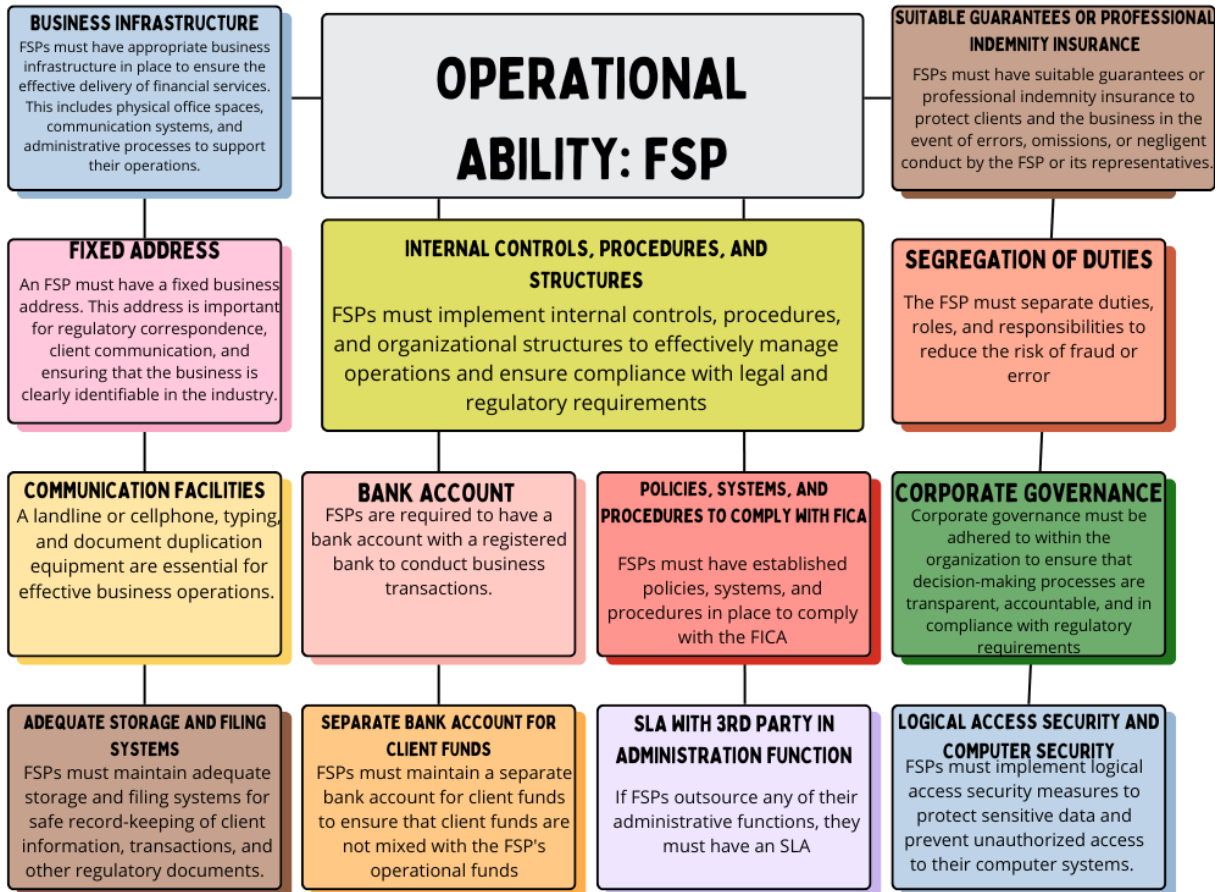 BUSINESS INFRASTRUCTURE
FSPs must have appropriate business
infrastructure in place to ensure the
effective delivery of financial services.
This includes physical office spaces,
communication systems, and
administrative processes to support
their operations.
OPERATIONAL
ABILITY: FSP
SUITABLE GUARANTEES OR PROFESSIONAL
INDEMNITY INSURANCE
FSPs must have suitable guarantees or
professional indemnity insurance to
protect clients and the business in the
event of errors, omissions, or negligent
conduct by the FSP or its representatives.
FIXED ADDRESS
An FSP must have a fixed business
address. This address is important
for regulatory correspondence,
client communication, and
ensuring that the business is
clearly identifiable in the industry.
INTERNAL CONTROLS, PROCEDURES, AND
STRUCTURES
FSPs must implement internal controls, procedures,
and organizational structures to effectively manage
operations and ensure compliance with legal and
regulatory requirements
SEGREGATION OF DUTIES
The FSP must separate duties,
roles, and responsibilities to
reduce the risk of fraud or
error
COMMUNICATION FACILITIES
A landline or cellphone, typing,
and document duplication
equipment are essential for
effective business operations.
BANK ACCOUNT
FSPs are required to have a
bank account with a registered
bank to conduct business
transactions.
POLICIES, SYSTEMS, AND
PROCEDURES TO COMPLY WITH FICA
FSPs must have established
policies, systems, and
procedures in place to comply
with the FICA
CORPORATE GOVERNANCE
Corporate governance must be
adhered to within the
organization to ensure that
decision-making processes are
transparent, accountable, and in
compliance with regulatory
requirements
ADEQUATE STORAGE AND FILING
SYSTEMS
FSPs must maintain adequate
storage and filing systems for
safe record-keeping of client
information, transactions, and
other regulatory documents.
SEPARATE BANK ACCOUNT FOR
CLIENT FUNDS
FSPs must maintain a separate
bank account for client funds
to ensure that client funds are
not mixed with the FSP's
operational funds
SLA WITH 3RD PARTY IN
ADMINISTRATION FUNCTION
If FSPs outsource any of their
administrative functions, they
must have an SLA
LOGICAL ACCESS SECURITY AND
COMPUTER SECURITY
FSPs must implement logical
access security measures to
protect sensitive data and
prevent unauthorized access
to their computer systems.